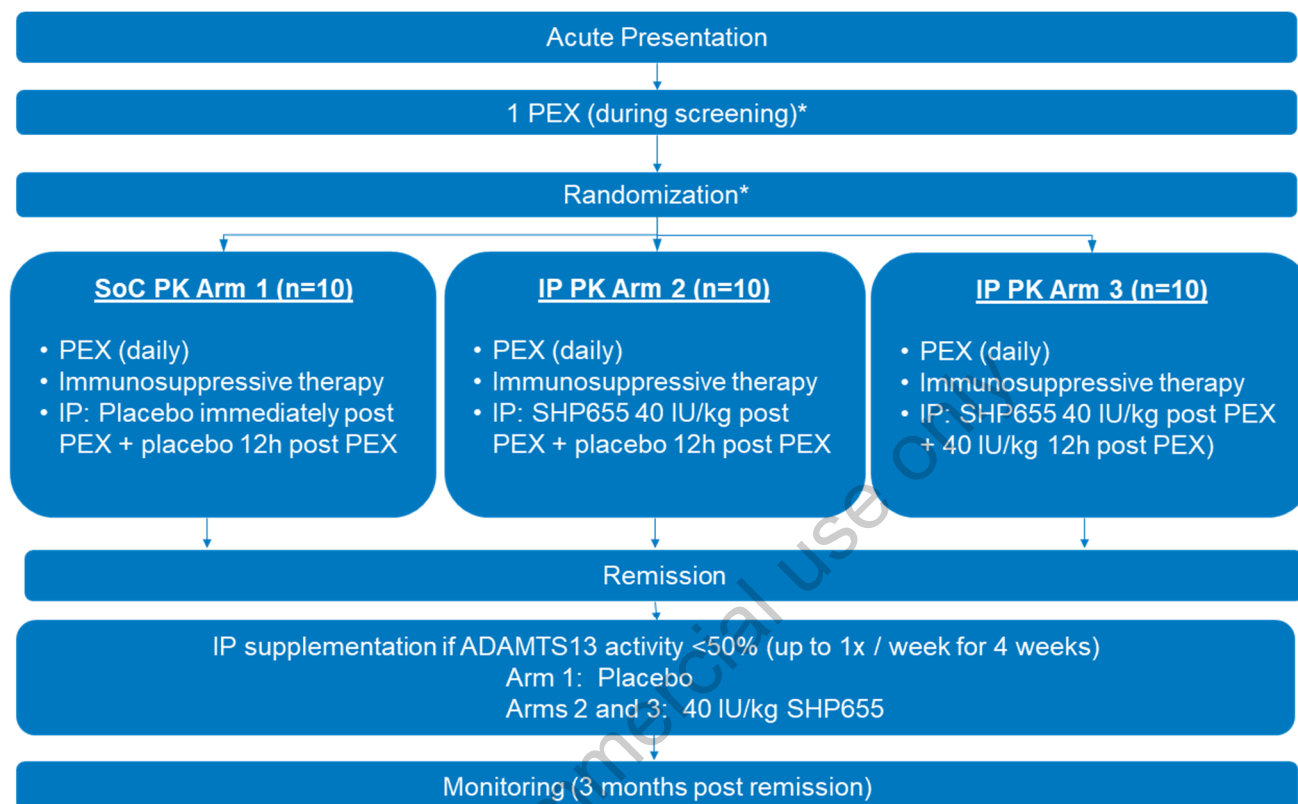 Acute Presentation
1 PEX (during screening)*
Randomization*
SoC PK Arm 1 (n=10)
• PEX (daily)
• Immunosuppressive therapy
• IP: Placebo immediately post
PEX + placebo 12h post PEX
IP PK Arm 2 (n=10)
• PEX (daily)
• Immunosuppressive therapy
• IP: SHP655 40 IU/kg post
PEX + placebo 12h post PEX
IP PK Arm 3 (n=10)
• PEX (daily)
• Immunosuppressive therapy
• IP: SHP655 40 IU/kg post PEX
+ 40 IU/kg 12h post PEX)
Remission
IP supplementation if ADAMTS13 activity <50% (up to 1x / week for 4 weeks)
Arm 1: Placebo
Arms 2 and 3: 40 IU/kg SHP655
Monitoring (3 months post remission)
use only